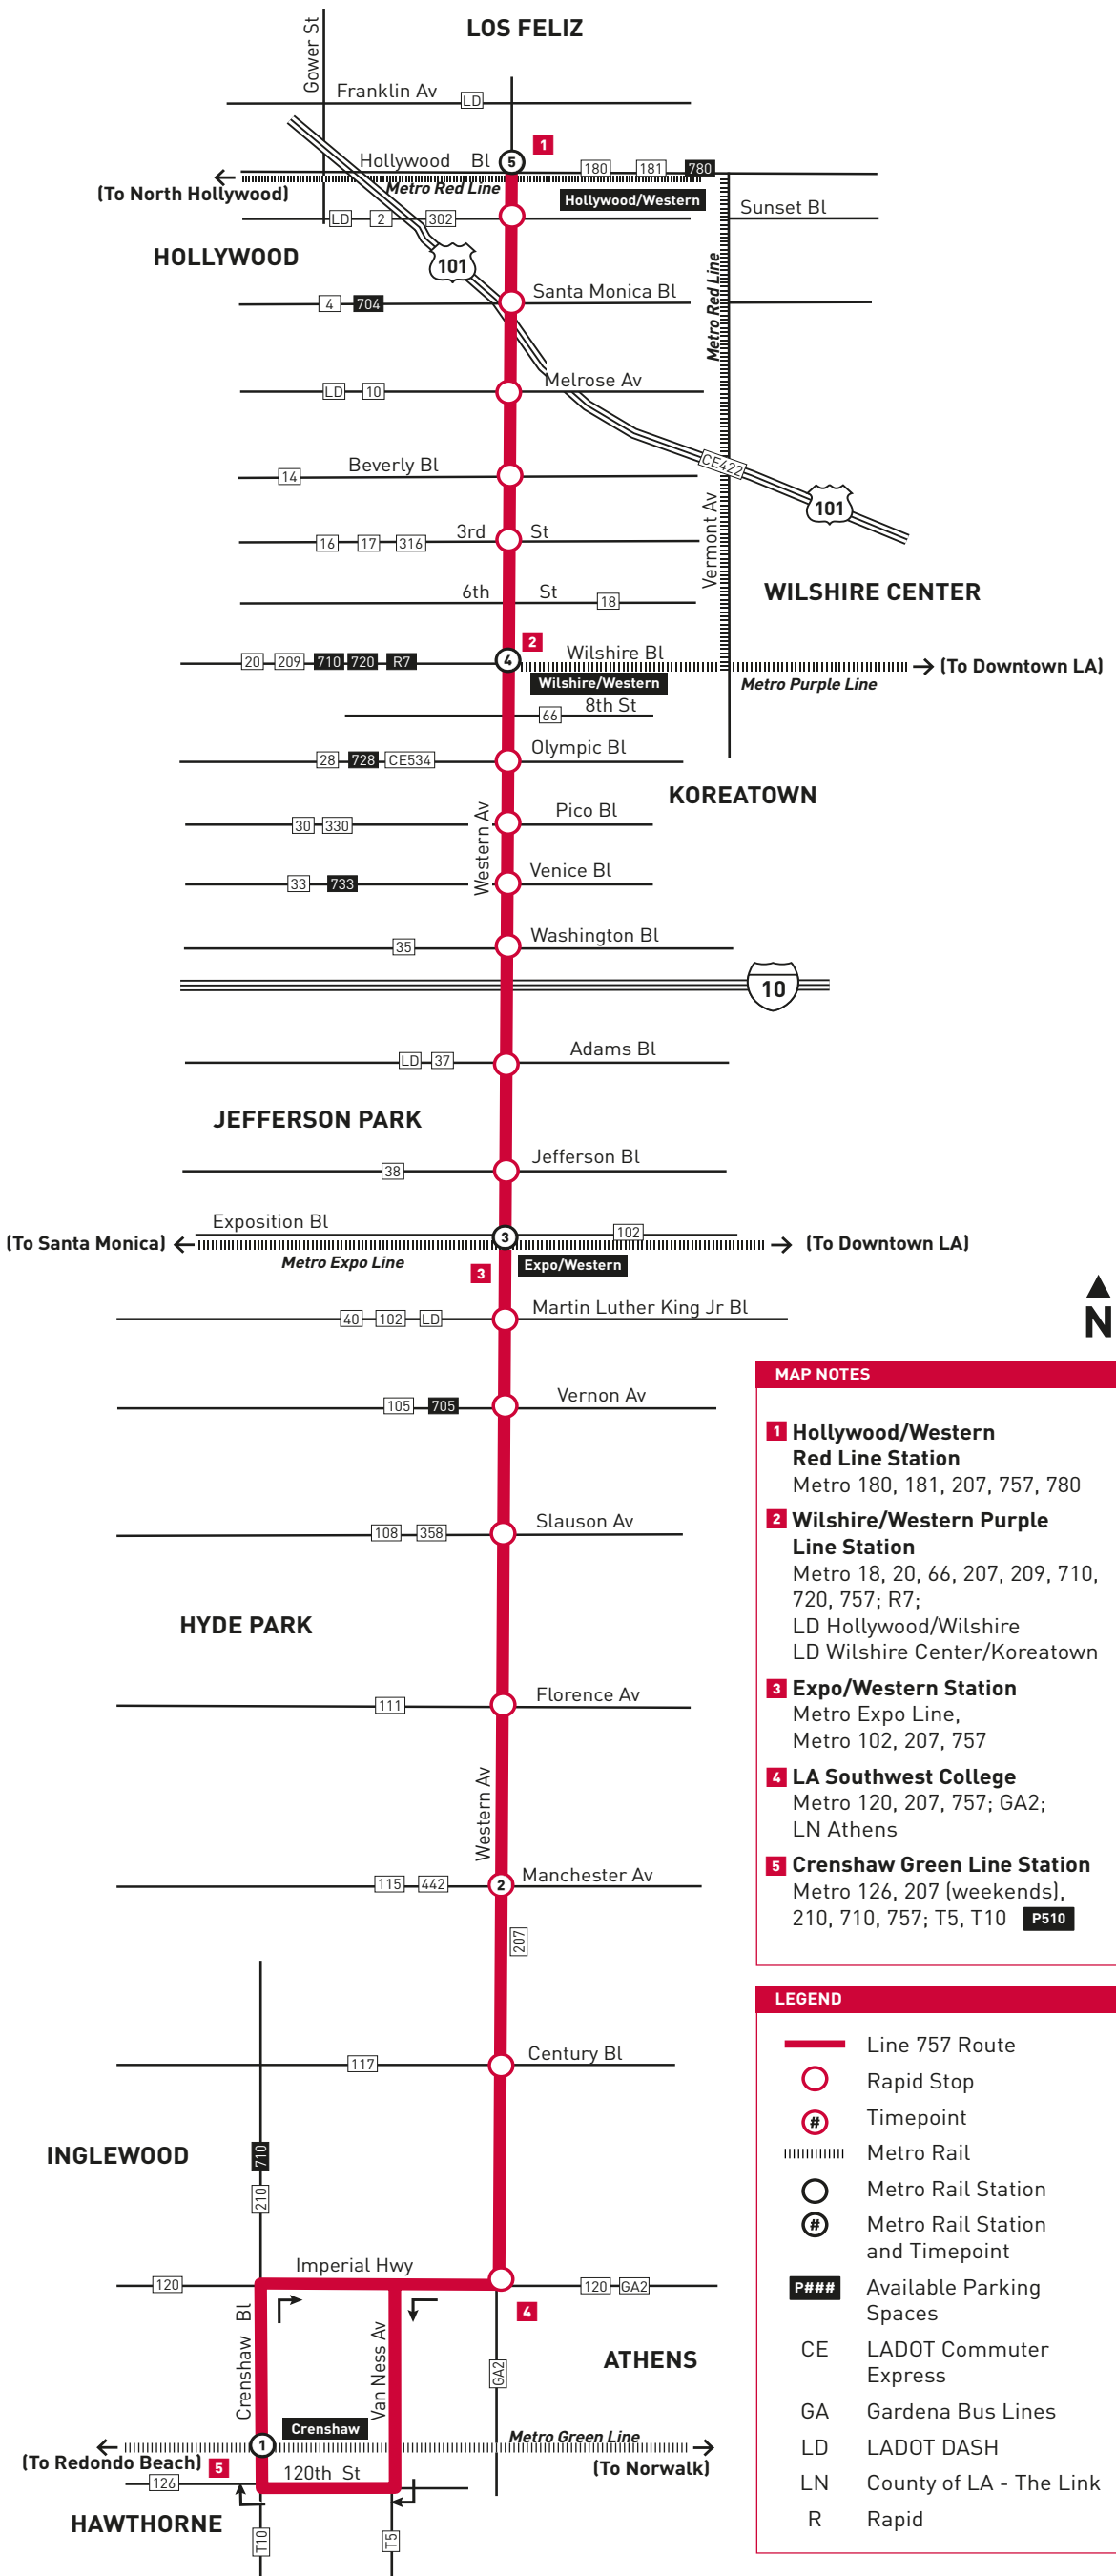 LOS FELIZ
Gower St
Franklin Av
LD
1
Hollywood Bl
5
180
181
780
(To North Hollywood)
Metro Red Line
Hollywood/Western
LD
2
302
Sunset Bl
HOLLYWOOD
101
Metro Red Line
4
704
Santa Monica Bl
LD
10
Melrose Av
CE422
14
Beverly Bl
101
Vermont Av
16
17
316
3rd St
6th St
18
WILSHIRE CENTER
2
20
209
710
720
R7
4
Wilshire Bl
(To Downtown LA)
Wilshire/Western
Metro Purple Line
66
8th St
28
728
CE534
Olympic Bl
KOREATOWN
Western Av
30
330
Pico Bl
33
733
Venice Bl
35
Washington Bl
10
LD
37
Adams Bl
JEFFERSON PARK
38
Jefferson Bl
Exposition Bl
3
102
(To Santa Monica)
(To Downtown LA)
Metro Expo Line
Expo/Western
3
40
102
LD
Martin Luther King Jr Bl
N
105
705
Vernon Av
108
358
Slauson Av
HYDE PARK
111
Florence Av
Western Av
115
442
2
Manchester Av
207
117
Century Bl
INGLEWOOD
710
210
Imperial Hwy
120
120
GA2
4
Crenshaw Bl
Van Ness Av
GA2
ATHENS
Crenshaw
1
Metro Green Line
(To Redondo Beach)
5
(To Norwalk)
126
120th St
HAWTHORNE
T10
T5
MAP NOTES
1 Hollywood/Western
Red Line Station
Metro 180, 181, 207, 757, 780
2 Wilshire/Western Purple
Line Station
Metro 18, 20, 66, 207, 209, 710,
720, 757; R7;
LD Hollywood/Wilshire
LD Wilshire Center/Koreatown
3 Expo/Western Station
Metro Expo Line,
Metro 102, 207, 757
4 LA Southwest College
Metro 120, 207, 757; GA2;
LN Athens
5 Crenshaw Green Line Station
Metro 126, 207 (weekends),
210, 710, 757; T5, T10 P510
LEGEND
Line 757 Route
Rapid Stop
# Timepoint
Metro Rail
Metro Rail Station
# Metro Rail Station
and Timepoint
P### Available Parking
Spaces
CE LADOT Commuter
Express
GA Gardena Bus Lines
LD LADOT DASH
LN County of LA - The Link
R Rapid